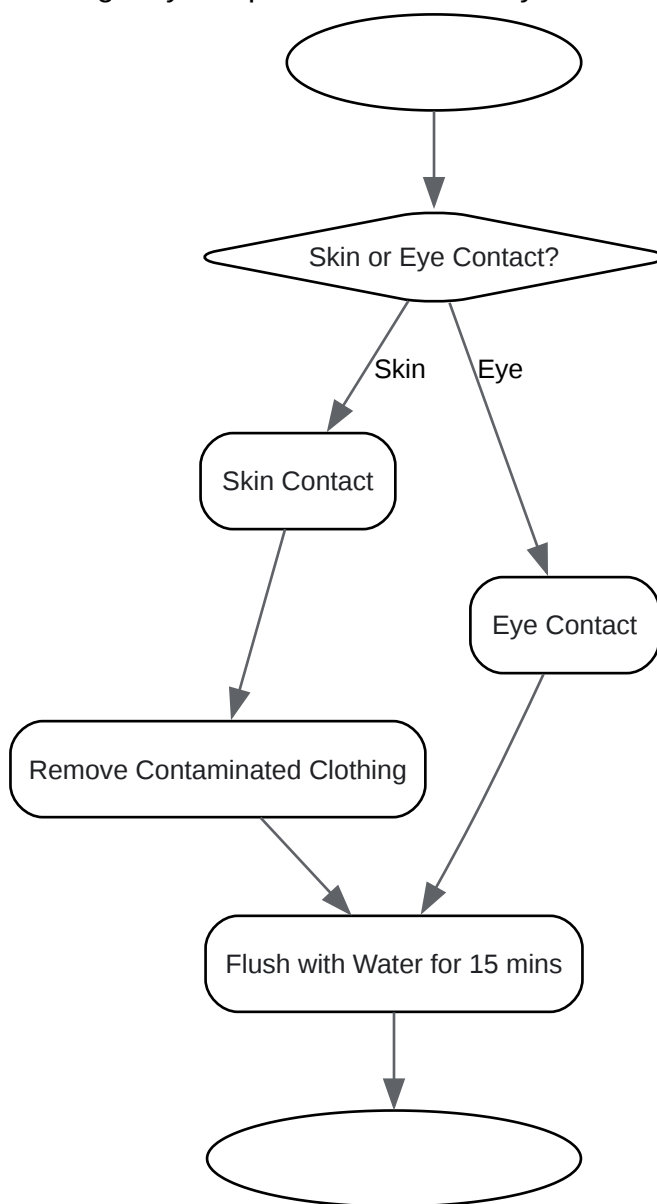 Skin or Eye Contact?
Skin
Eye
Skin Contact
Eye Contact
Remove Contaminated Clothing
Flush with Water for 15 mins